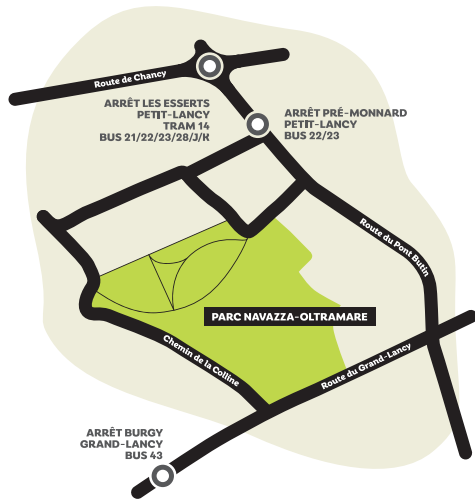 Route de Chancy
ARRÊT LES ESSERTS
PETIT-LANCY
TRAM 14
BUS 21/22/23/28/J/K
ARRÊT PRÉ-MONNARD
PETIT-LANCY
BUS 22/23
Route du Pont Butin
PARC NAVAZZA-OLTRAMARE
Chemin de la Colline
Route du Grand-Lancy
ARRÊT BURGY
GRAND-LANCY
BUS 43